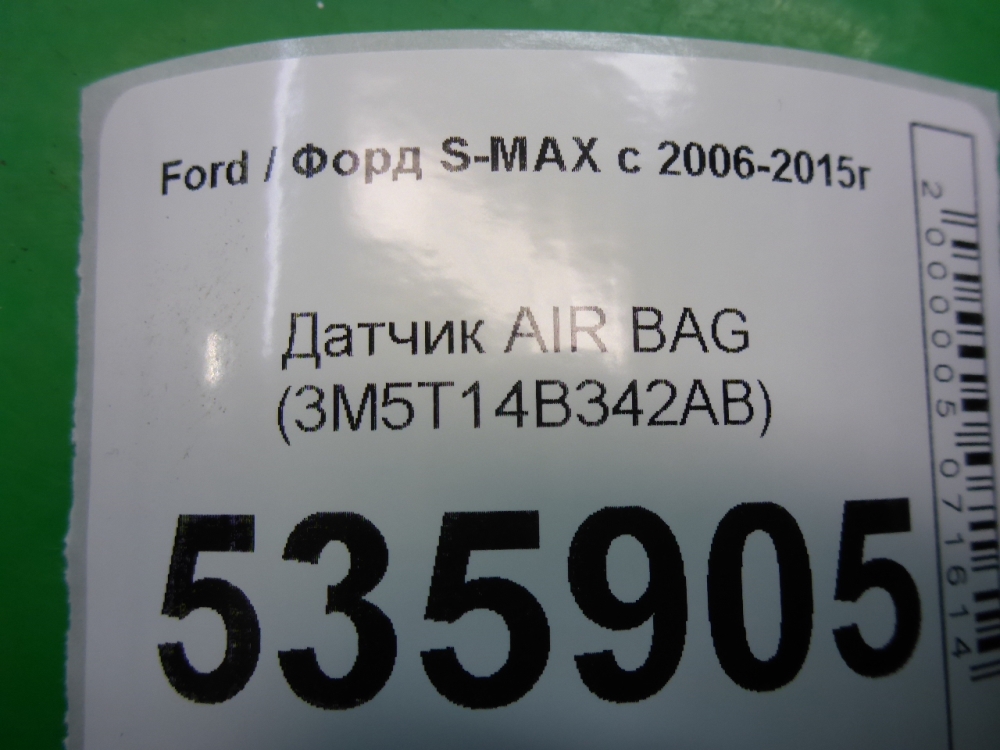 Ford / Форд S-MAX с 2006-2015г
Датчик AIR BAG
(3M5T14B342AB)
535905
2000005071614